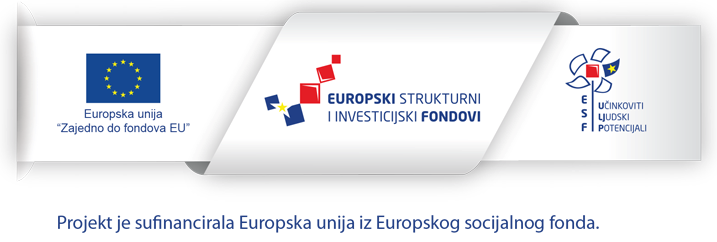 Europska unija
“Zajedno do fondova EU”
EUROPSKI STRUKTURNI
I INVESTICIJSKI FONDOVI
ESF
UČINKOVITI
LJUDSKI
POTENCIJALI
Projekt je sufinancirala Europska unija iz Europskog socijalnog fonda.